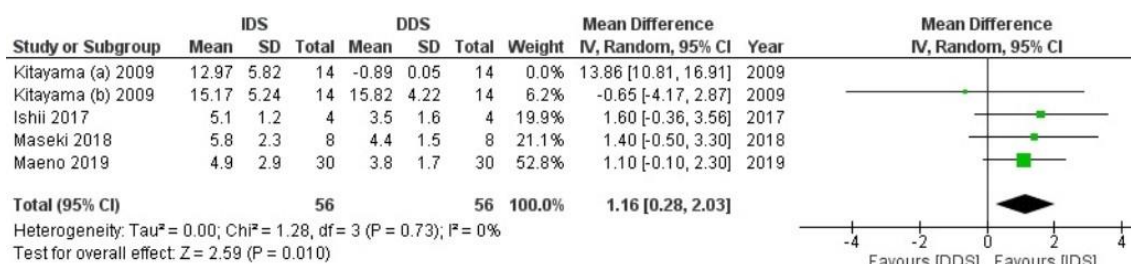 IDS DDS Mean Difference Mean Difference
Study or Subgroup Mean SD Total Mean SD Total Weight IV, Random, 95% CI Year IV, Random, 95% CI
Kitayama (a) 2009 12.97 5.82 14 -0.89 0.05 14 0.0% 13.86 [10.81, 16.91] 2009
Kitayama (b) 2009 15.17 5.24 14 15.82 4.22 14 6.2% -0.65 [-4.17, 2.87] 2009
Ishii 2017 5.1 1.2 4 3.5 1.6 4 19.9% 1.60 [-0.36, 3.56] 2017
Maseki 2018 5.8 2.3 8 4.4 1.5 8 21.1% 1.40 [-0.50, 3.30] 2018
Maeno 2019 4.9 2.9 30 3.8 1.7 30 52.8% 1.10 [-0.10, 2.30] 2019
Total (95% CI) 56 56 100.0% 1.16 [0.28, 2.03]
Heterogeneity: Tau² = 0.00; Chi² = 1.28, df = 3 (P = 0.73); I² = 0%
Test for overall effect: Z = 2.59 (P = 0.010)
-4 -2 0 2 4
Favours [DDS] Favours [IDS]